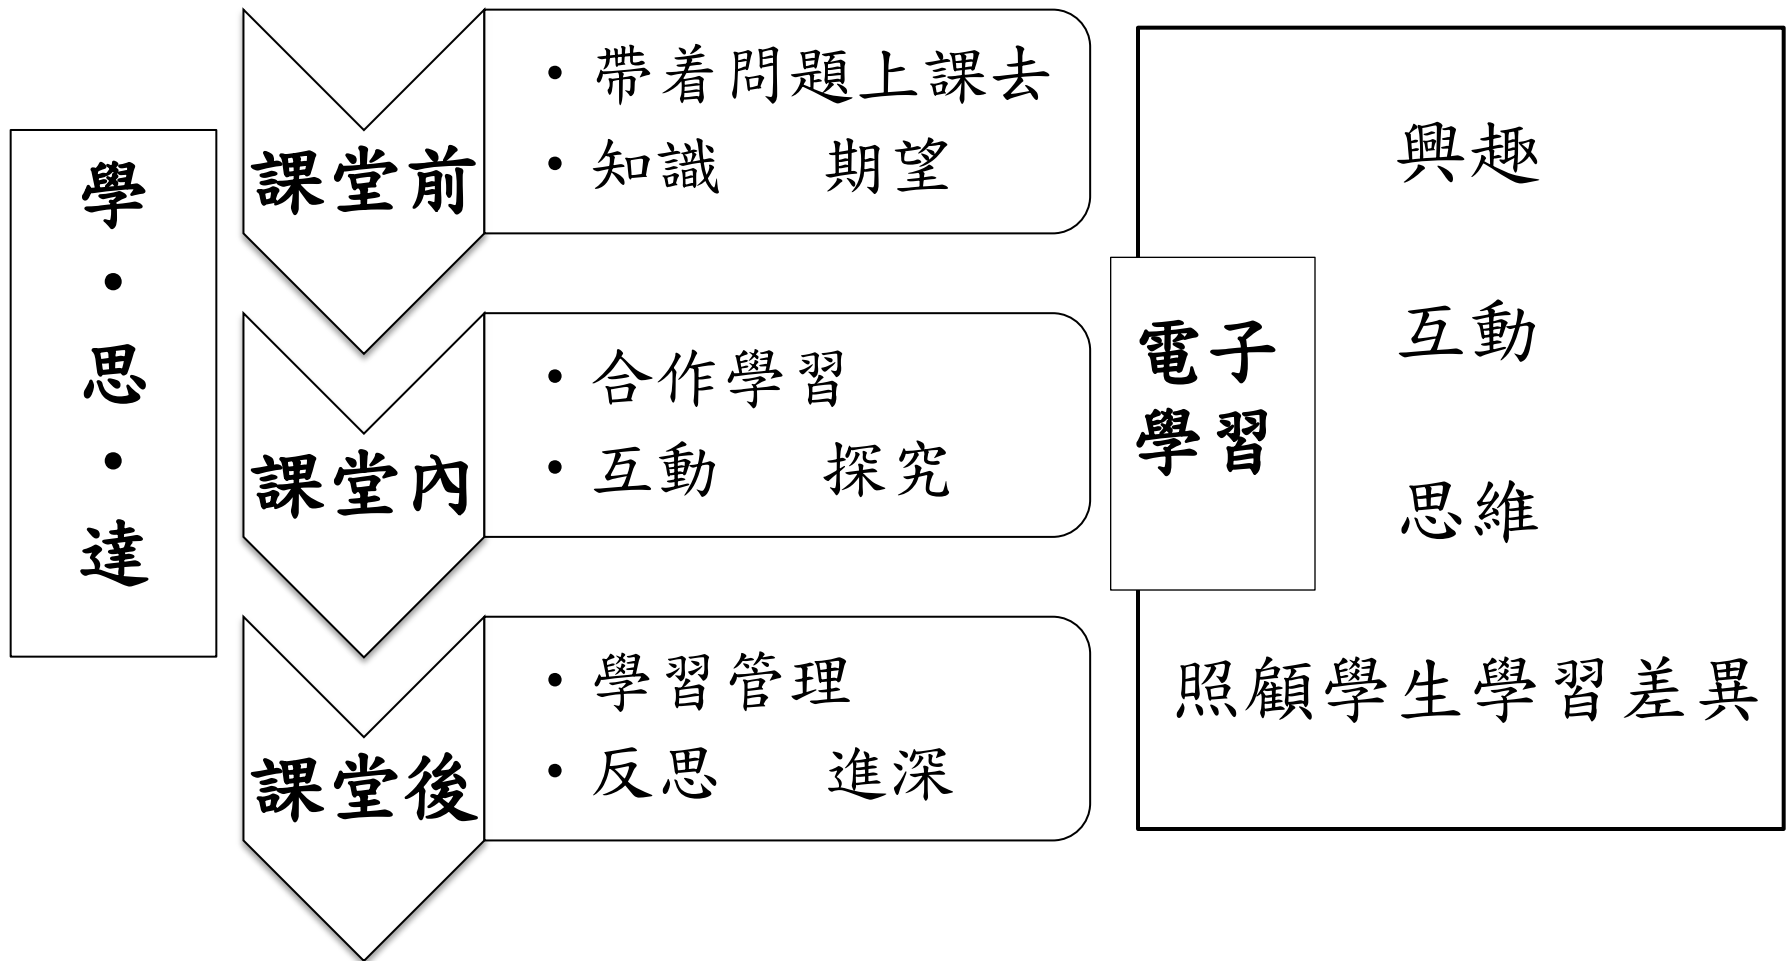 學
·
思
·
達
課堂前
• 帶着問題上課去
• 知識 期望
課堂內
• 合作學習
• 互動 探究
課堂後
• 學習管理
• 反思 進深
電子
學習
興趣
互動
思維
照顧學生學習差異